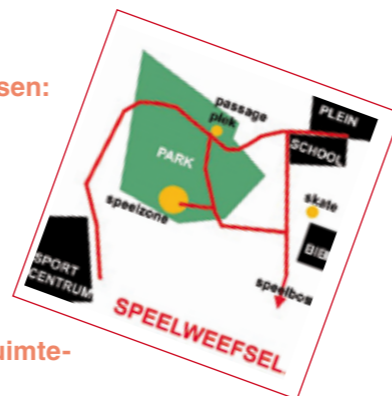 sen:
passage
plek
PLEIN
SCHOOL
PARK
skate
speelzone
BIB
SPORT
CENTRUM
speelbos
SPEELWEEFSEL
uimte-